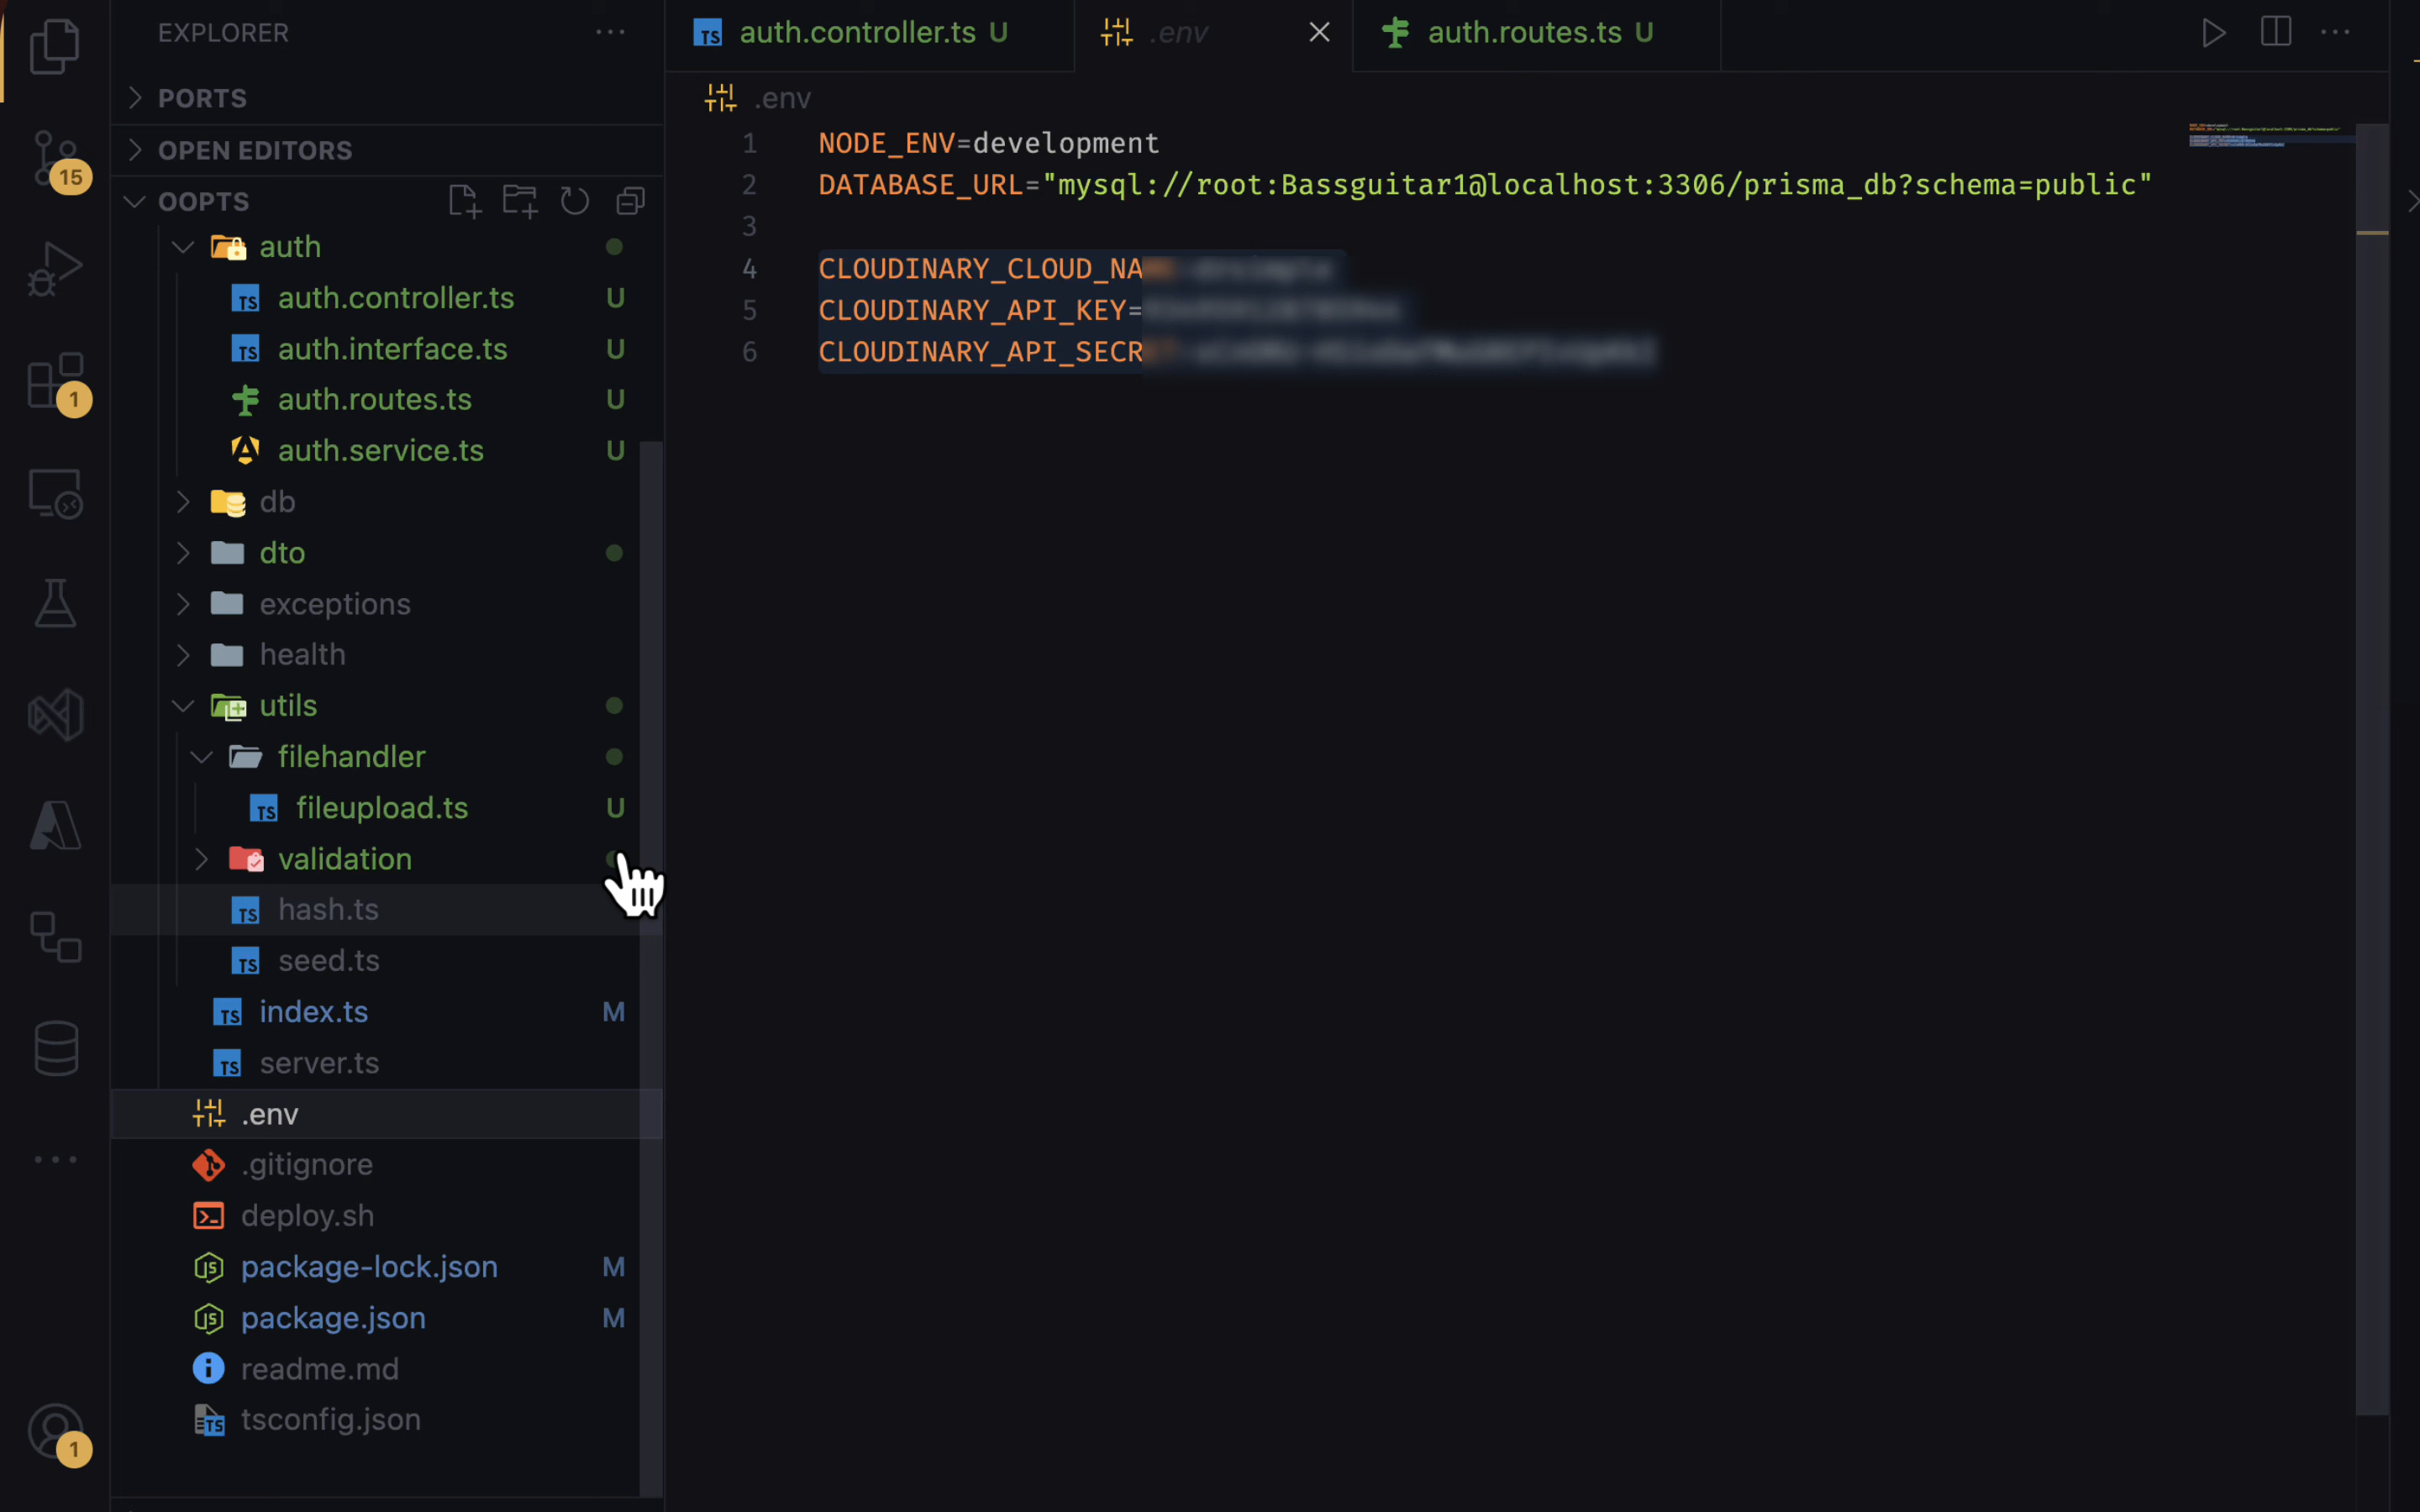 EXPLORER
PORTS
OPEN EDITORS
OOPTS
auth
auth.controller.ts U
auth.interface.ts U
auth.routes.ts U
auth.service.ts U
db
dto
exceptions
health
utils
filehandler
fileupload.ts U
validation
hash.ts
seed.ts
index.ts M
server.ts
.env
.gitignore
deploy.sh
package-lock.json M
package.json M
readme.md
tsconfig.json
15
1
1
auth.controller.ts U
.env
auth.routes.ts U
.env
1 NODE_ENV=development
2 DATABASE_URL="mysql://root:Bassguitar1@localhost:3306/prisma_db?schema=public"
3
4 CLOUDINARY_CLOUD_NA
5 CLOUDINARY_API_KEY=
6 CLOUDINARY_API_SECR